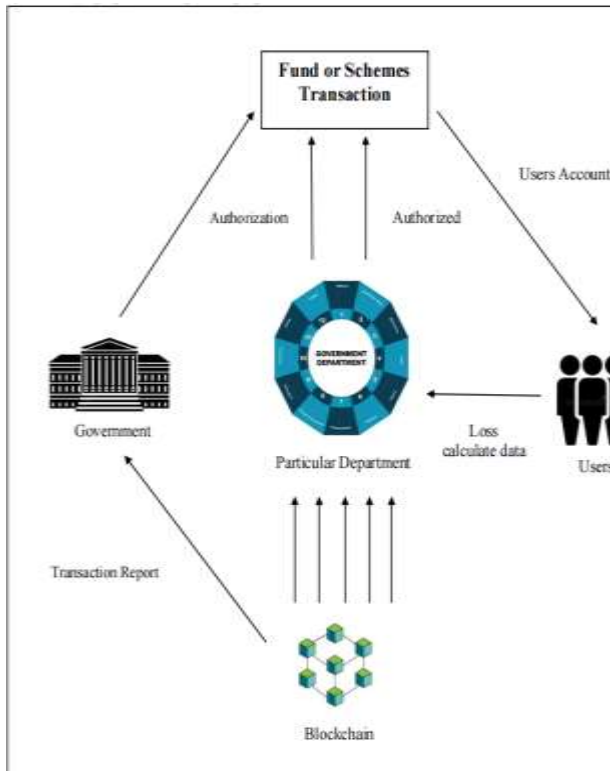 Fund or Schemes
Transaction
Users Account
Authorization
Authorized
GOVERNMENT
DEPARTMENT
Government
Loss
calculate data
Particular Department
Users
Transaction Report
Blockchain